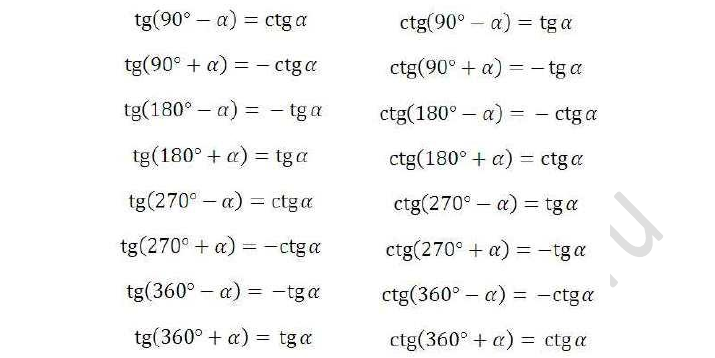 tg(90° − α) = ctg α ctg(90° − α) = tg α
tg(90° + α) = − ctg α ctg(90° + α) = − tg α
tg(180° − α) = − tg α ctg(180° − α) = − ctg α
tg(180° + α) = tg α ctg(180° + α) = ctg α
tg(270° − α) = ctg α ctg(270° − α) = tg α
tg(270° + α) = −ctg α ctg(270° + α) = −tg α
tg(360° − α) = −tg α ctg(360° − α) = −ctg α
tg(360° + α) = tg α ctg(360° + α) = ctg α
.u